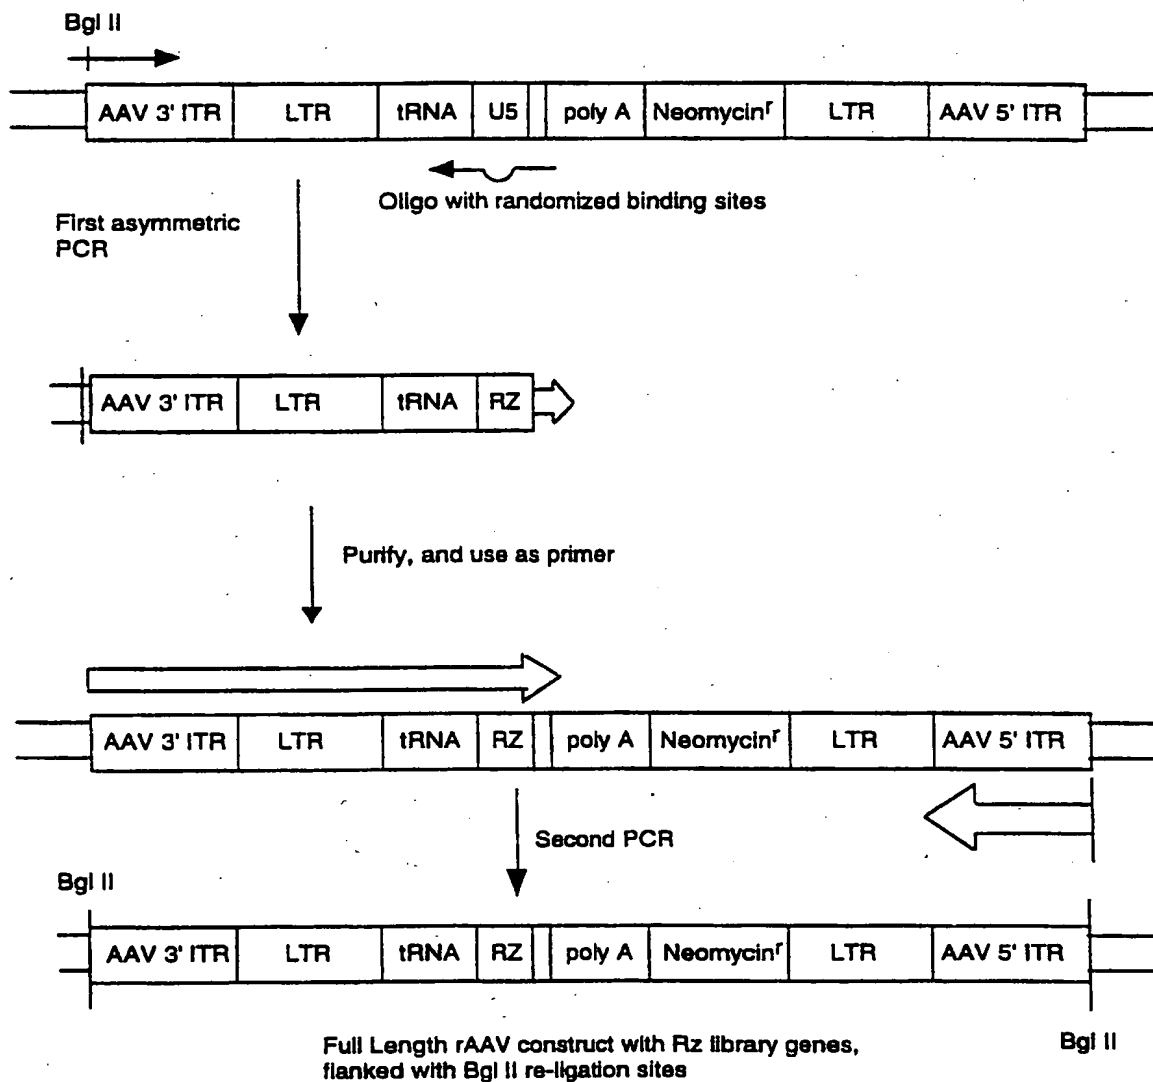 Bgl II
AAV 3' ITR LTR tRNA U5 poly A Neomycinʳ LTR AAV 5' ITR
Oligo with randomized binding sites
First asymmetric
PCR
AAV 3' ITR LTR tRNA RZ
Purify, and use as primer
AAV 3' ITR LTR tRNA RZ poly A Neomycinʳ LTR AAV 5' ITR
Second PCR
Bgl II
AAV 3' ITR LTR tRNA RZ poly A Neomycinʳ LTR AAV 5' ITR
Full Length rAAV construct with Rz library genes,
flanked with Bgl II re-ligation sites
Bgl II